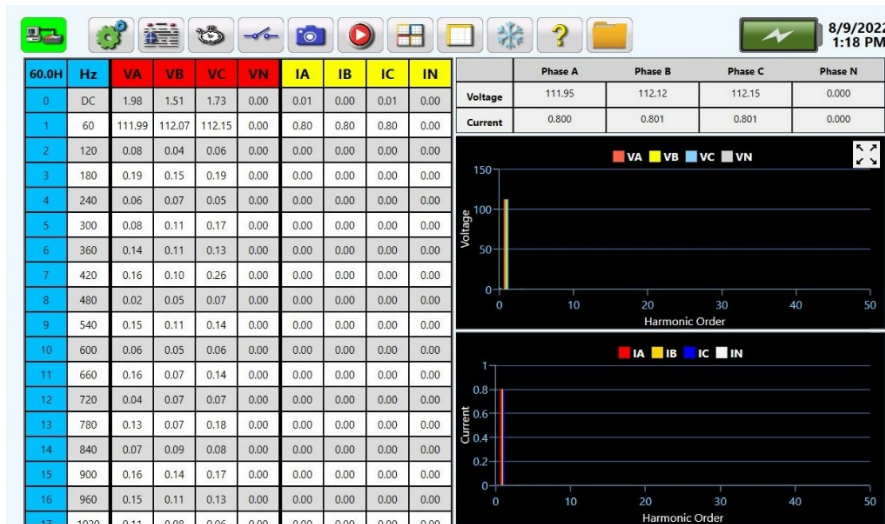 8/9/2022
1:18 PM
60.0H Hz VA VB VC VN IA IB IC IN
0 DC 1.98 1.51 1.73 0.00 0.01 0.00 0.01 0.00
1 60 111.99 112.07 112.15 0.00 0.80 0.80 0.80 0.00
2 120 0.08 0.04 0.06 0.00 0.00 0.00 0.00 0.00
3 180 0.19 0.15 0.19 0.00 0.00 0.00 0.00 0.00
4 240 0.06 0.07 0.05 0.00 0.00 0.00 0.00 0.00
5 300 0.08 0.11 0.17 0.00 0.00 0.00 0.00 0.00
6 360 0.14 0.11 0.13 0.00 0.00 0.00 0.00 0.00
7 420 0.16 0.10 0.26 0.00 0.00 0.00 0.00 0.00
8 480 0.02 0.05 0.07 0.00 0.00 0.00 0.00 0.00
9 540 0.15 0.11 0.14 0.00 0.00 0.00 0.00 0.00
10 600 0.06 0.05 0.06 0.00 0.00 0.00 0.00 0.00
11 660 0.16 0.07 0.14 0.00 0.00 0.00 0.00 0.00
12 720 0.04 0.07 0.07 0.00 0.00 0.00 0.00 0.00
13 780 0.13 0.07 0.18 0.00 0.00 0.00 0.00 0.00
14 840 0.07 0.09 0.08 0.00 0.00 0.00 0.00 0.00
15 900 0.16 0.14 0.17 0.00 0.00 0.00 0.00 0.00
16 960 0.15 0.11 0.13 0.00 0.00 0.00 0.00 0.00
17 1020 0.11 0.08 0.06 0.00 0.00 0.00 0.00 0.00
Phase A Phase B Phase C Phase N
Voltage 111.95 112.12 112.15 0.000
Current 0.800 0.801 0.801 0.000
VA VB VC VN
150
100
50
0
Voltage
0 10 20 30 40 50
Harmonic Order
IA IB IC IN
1
0.8
0.6
0.4
0.2
0
Current
0 10 20 30 40 50
Harmonic Order